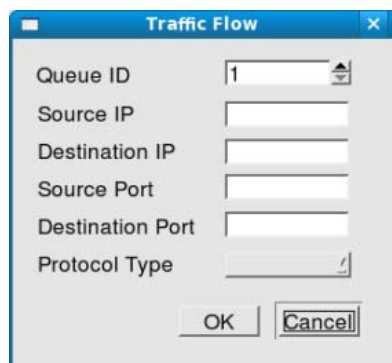 Traffic Flow
Queue ID 1
Source IP
Destination IP
Source Port
Destination Port
Protocol Type
OK Cancel